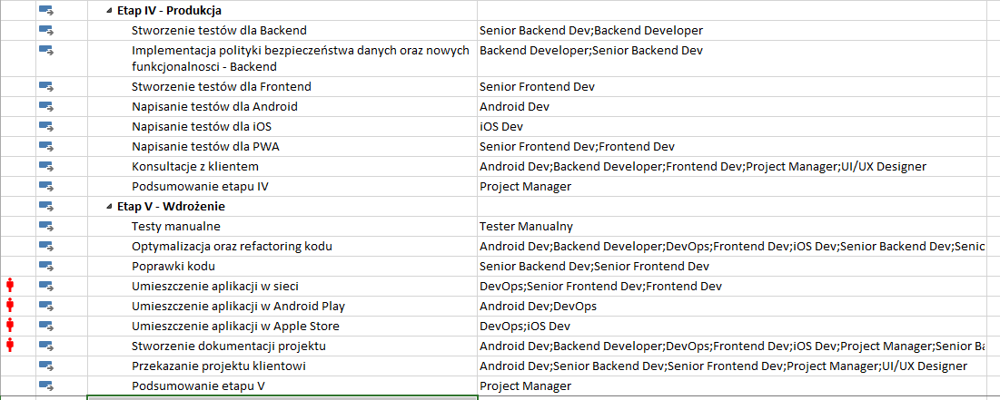 Etap IV - Produkcja
Stworzenie testów dla Backend Senior Backend Dev;Backend Developer
Implementacja polityki bezpieczeństwa danych oraz nowych Backend Developer;Senior Backend Dev
funkcjonalnosci - Backend
Stworzenie testów dla Frontend Senior Frontend Dev
Napisanie testów dla Android Android Dev
Napisanie testów dla iOS iOS Dev
Napisanie testów dla PWA Senior Frontend Dev;Frontend Dev
Konsultacje z klientem Android Dev;Backend Developer;Frontend Dev;Project Manager;UI/UX Designer
Podsumowanie etapu IV Project Manager
Etap V - Wdrożenie
Testy manualne Tester Manualny
Optymalizacja oraz refactoring kodu Android Dev;Backend Developer;DevOps;Frontend Dev;iOS Dev;Senior Backend Dev;Senic
Poprawki kodu Senior Backend Dev;Senior Frontend Dev
Umieszczenie aplikacji w sieci DevOps;Senior Frontend Dev;Frontend Dev
Umieszczenie aplikacji w Android Play Android Dev;DevOps
Umieszczenie aplikacji w Apple Store DevOps;iOS Dev
Stworzenie dokumentacji projektu Android Dev;Backend Developer;DevOps;Frontend Dev;iOS Dev;Project Manager;Senior Ba
Przekazanie projektu klientowi Android Dev;Senior Backend Dev;Senior Frontend Dev;Project Manager;UI/UX Designer
Podsumowanie etapu V Project Manager